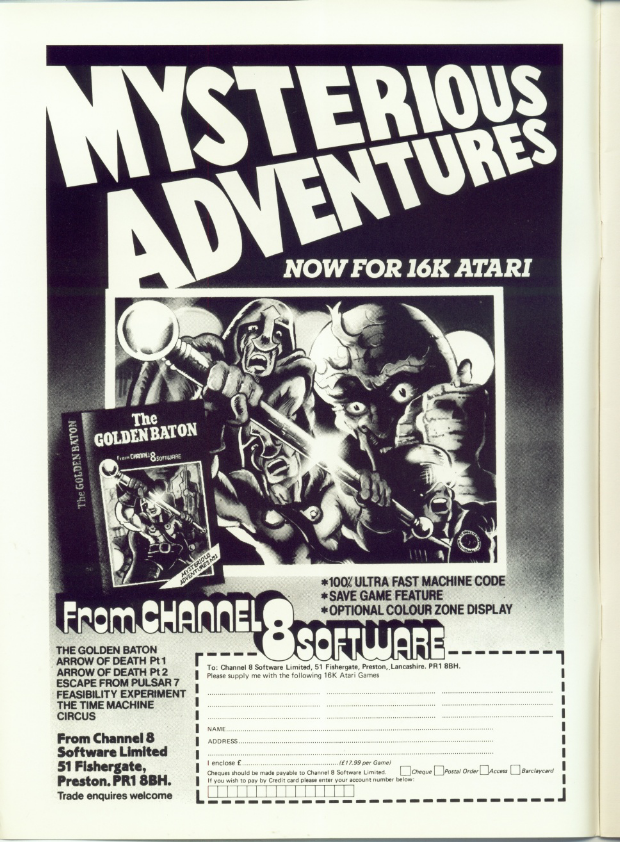 MYSTERIOUS
ADVENTURES
NOW FOR 16K ATARI
The GOLDEN BATON
The
GOLDEN BATON
From CHANNEL 8 SOFTWARE
MYSTERIOUS
ADVENTURES
*100% ULTRA FAST MACHINE CODE
*SAVE GAME FEATURE
*OPTIONAL COLOUR ZONE DISPLAY
From CHANNEL 8 SOFTWARE
THE GOLDEN BATON
ARROW OF DEATH Pt 1
ARROW OF DEATH Pt 2
ESCAPE FROM PULSAR 7
FEASIBILITY EXPERIMENT
THE TIME MACHINE
CIRCUS
From Channel 8
Software Limited
51 Fishergate,
Preston. PR1 8BH.
Trade enquires welcome
To: Channel 8 Software Limited, 51 Fishergate, Preston, Lancashire. PR1 8BH.
Please supply me with the following 16K Atari Games
NAME
ADDRESS
I enclose £ (£17.99 per Game)
Cheques should be made payable to Channel 8 Software Limited. Cheque Postal Order Access Barclaycard
If you wish to pay by Credit card please enter your account number below: